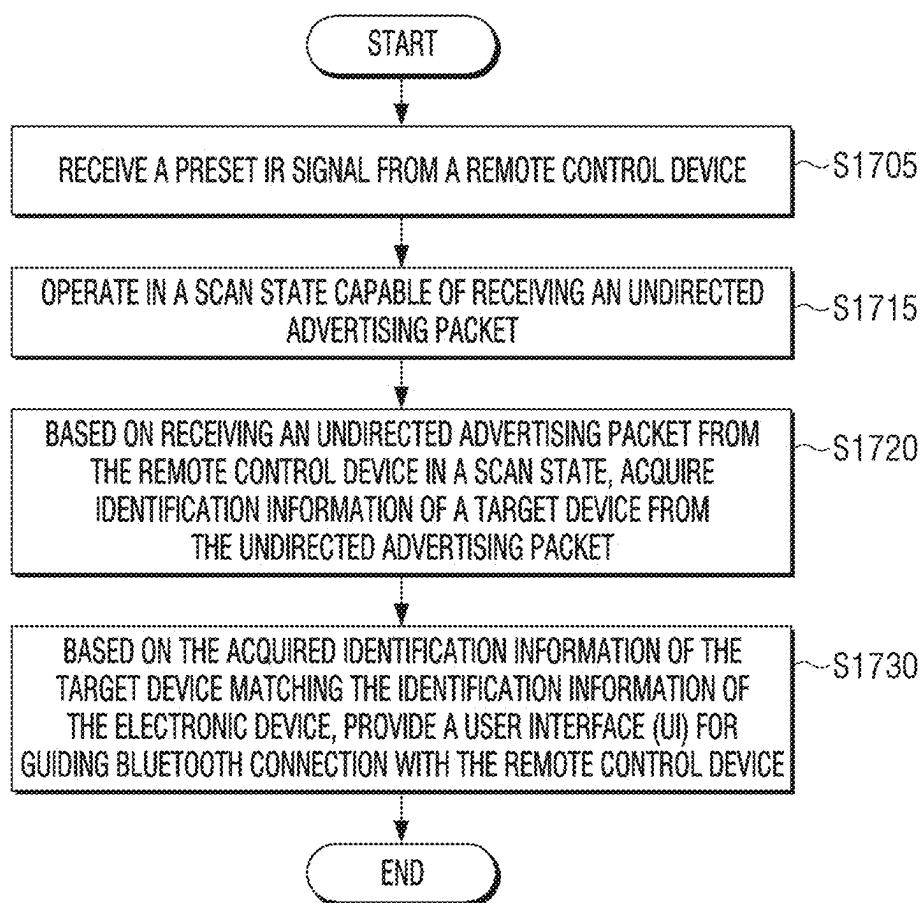 START
RECEIVE A PRESET IR SIGNAL FROM A REMOTE CONTROL DEVICE
S1705
OPERATE IN A SCAN STATE CAPABLE OF RECEIVING AN UNDIRECTED
ADVERTISING PACKET
S1715
BASED ON RECEIVING AN UNDIRECTED ADVERTISING PACKET FROM
THE REMOTE CONTROL DEVICE IN A SCAN STATE, ACQUIRE
IDENTIFICATION INFORMATION OF A TARGET DEVICE FROM
THE UNDIRECTED ADVERTISING PACKET
S1720
BASED ON THE ACQUIRED IDENTIFICATION INFORMATION OF THE
TARGET DEVICE MATCHING THE IDENTIFICATION INFORMATION OF
THE ELECTRONIC DEVICE, PROVIDE A USER INTERFACE (UI) FOR
GUIDING BLUETOOTH CONNECTION WITH THE REMOTE CONTROL DEVICE
S1730
END